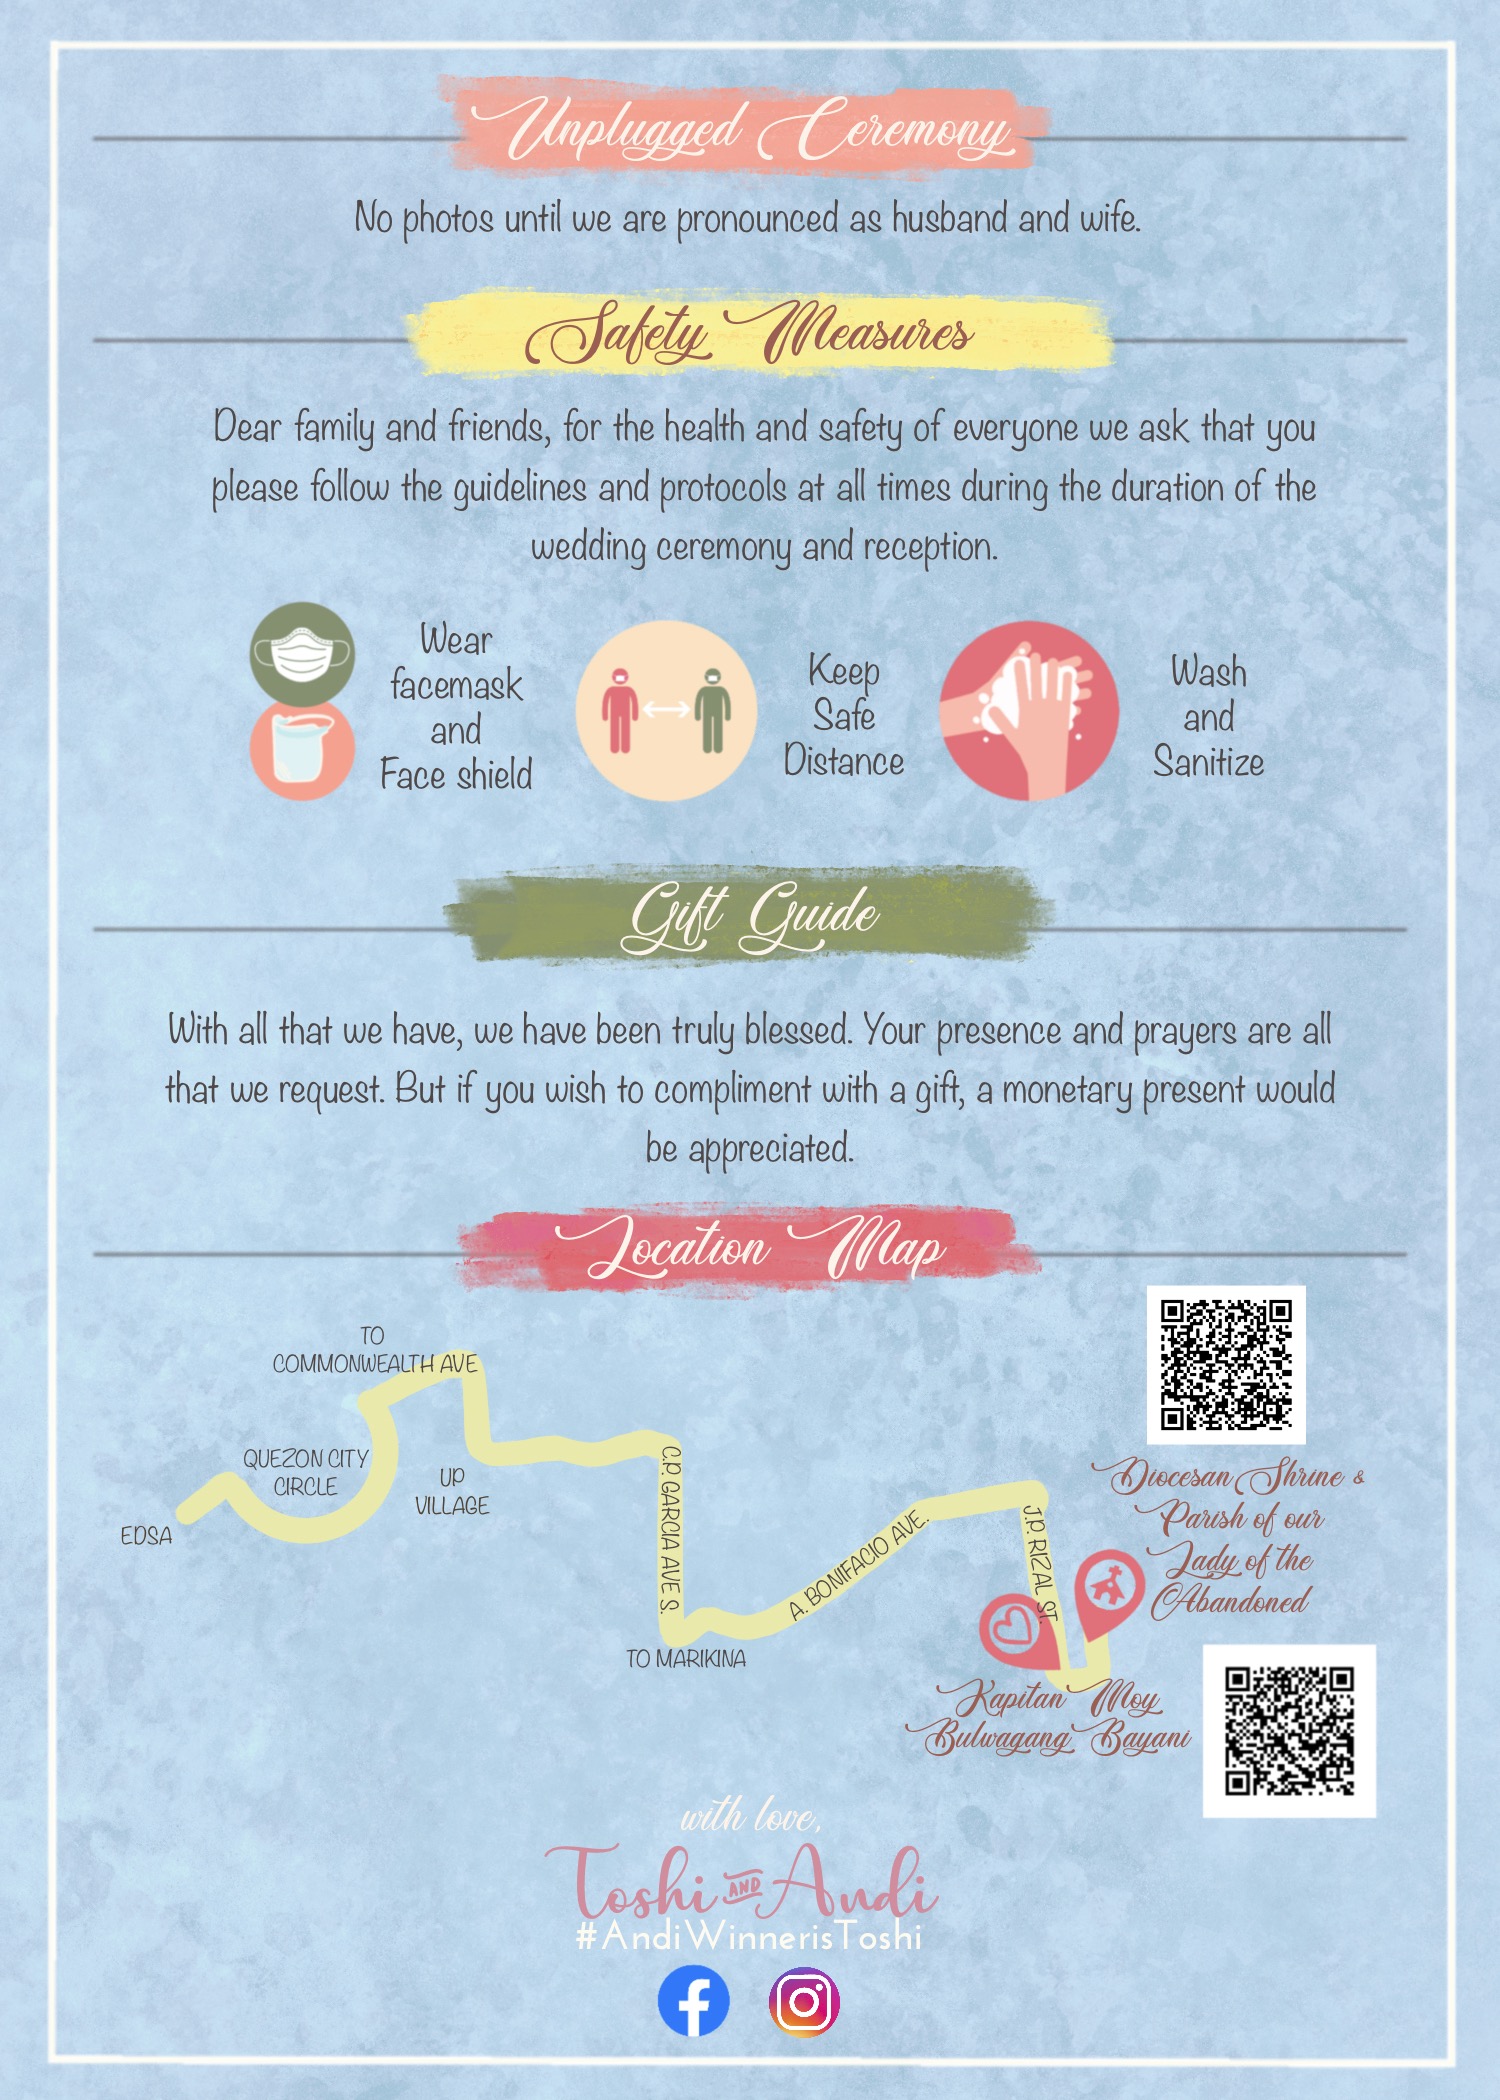 Unplugged Ceremony
No photos until we are pronounced as husband and wife.
Safety Measures
Dear family and friends, for the health and safety of everyone we ask that you
please follow the guidelines and protocols at all times during the duration of the
wedding ceremony and reception.
Wear
facemask
and
Face shield
Keep
Safe
Distance
Wash
and
Sanitize
Gift Guide
With all that we have, we have been truly blessed. Your presence and prayers are all
that we request. But if you wish to compliment with a gift, a monetary present would
be appreciated.
Location Map
TO
COMMONWEALTH AVE
QUEZON CITY
CIRCLE
UP
VILLAGE
EDSA
C.P. GARCIA AVE S.
TO MARIKINA
A. BONIFACIO AVE.
J.P. RIZAL ST.
Diocesan Shrine &
Parish of our
Lady of the
Abandoned
Kapitan Moy
Bulwagang Bayani
with love,
Toshi AND Andi
#AndiWinnerisToshi